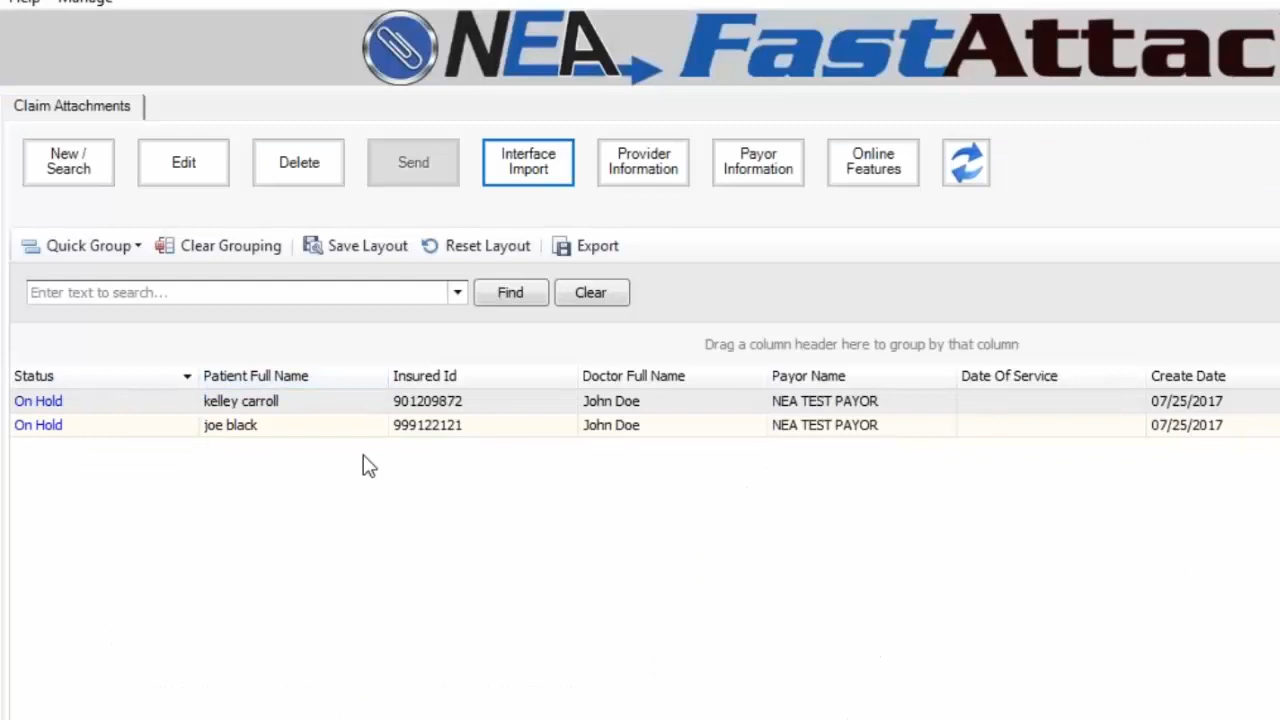 Help Manage
NEA FastAttac
Claim Attachments
New / Search
Edit
Delete
Send
Interface Import
Provider Information
Payor Information
Online Features
Quick Group Clear Grouping Save Layout Reset Layout Export
Enter text to search... Find Clear
Drag a column header here to group by that column
Status Patient Full Name Insured Id Doctor Full Name Payor Name Date Of Service Create Date
On Hold kelley carroll 901209872 John Doe NEA TEST PAYOR 07/25/2017
On Hold joe black 999122121 John Doe NEA TEST PAYOR 07/25/2017